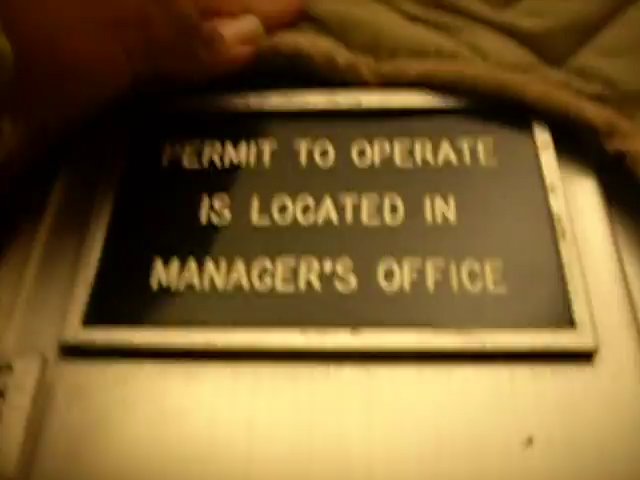 PERMIT TO OPERATE
IS LOCATED IN
MANAGER'S OFFICE